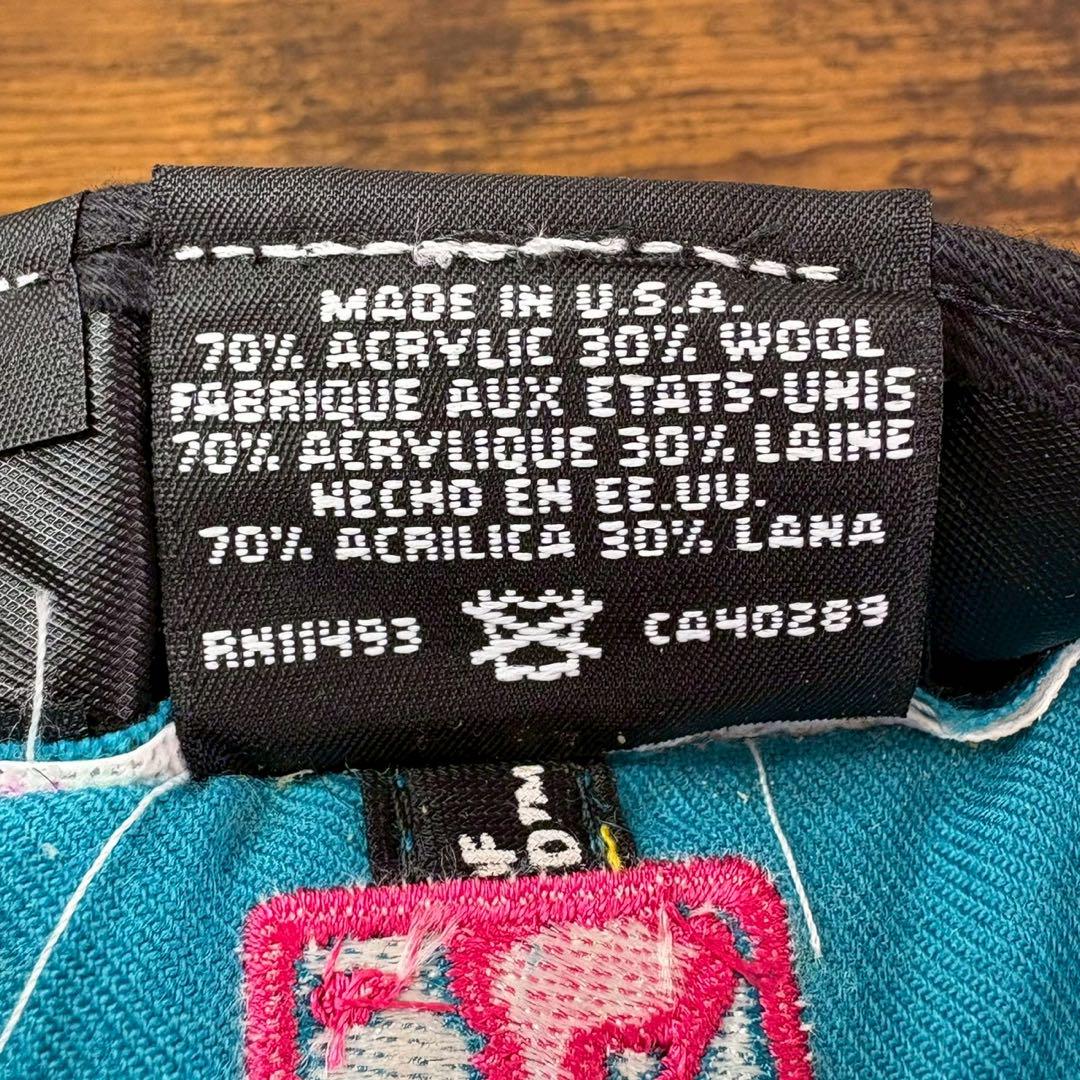 MADE IN U.S.A.
70% ACRYLIC 30% WOOL
FABRIQUE AUX ETATS-UNIS
70% ACRYLIQUE 30% LAINE
HECHO EN EE.UU.
70% ACRILICA 30% LANA
RN11493 CA40289